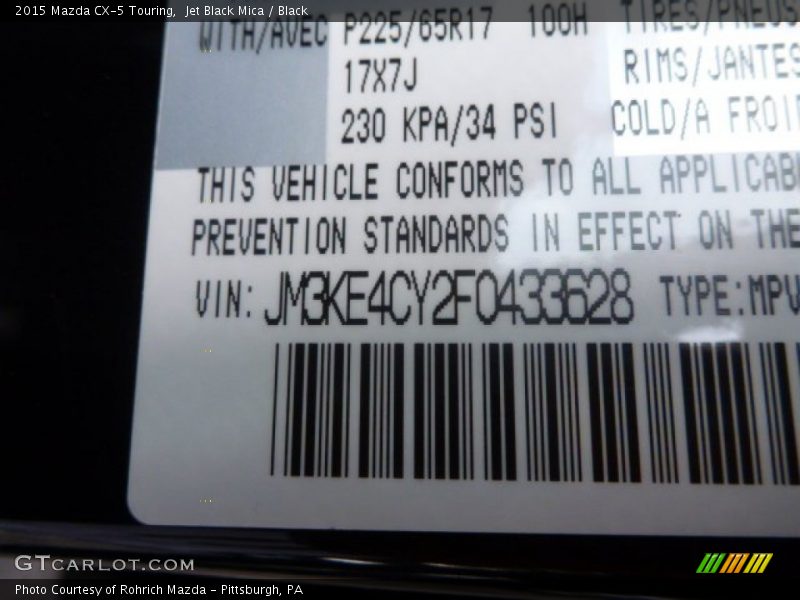 2015 Mazda CX-5 Touring, Jet Black Mica / Black
WITH/AVEC P225/65R17 100H TIRES/PNEUS
17X7J RIMS/JANTES
230 KPA/34 PSI COLD/A FROI
THIS VEHICLE CONFORMS TO ALL APPLICAB
PREVENTION STANDARDS IN EFFECT ON THE
VIN: JM3KE4CY2F0433628 TYPE:MPV
GTCARLOT.COM
Photo Courtesy of Rohrich Mazda - Pittsburgh, PA